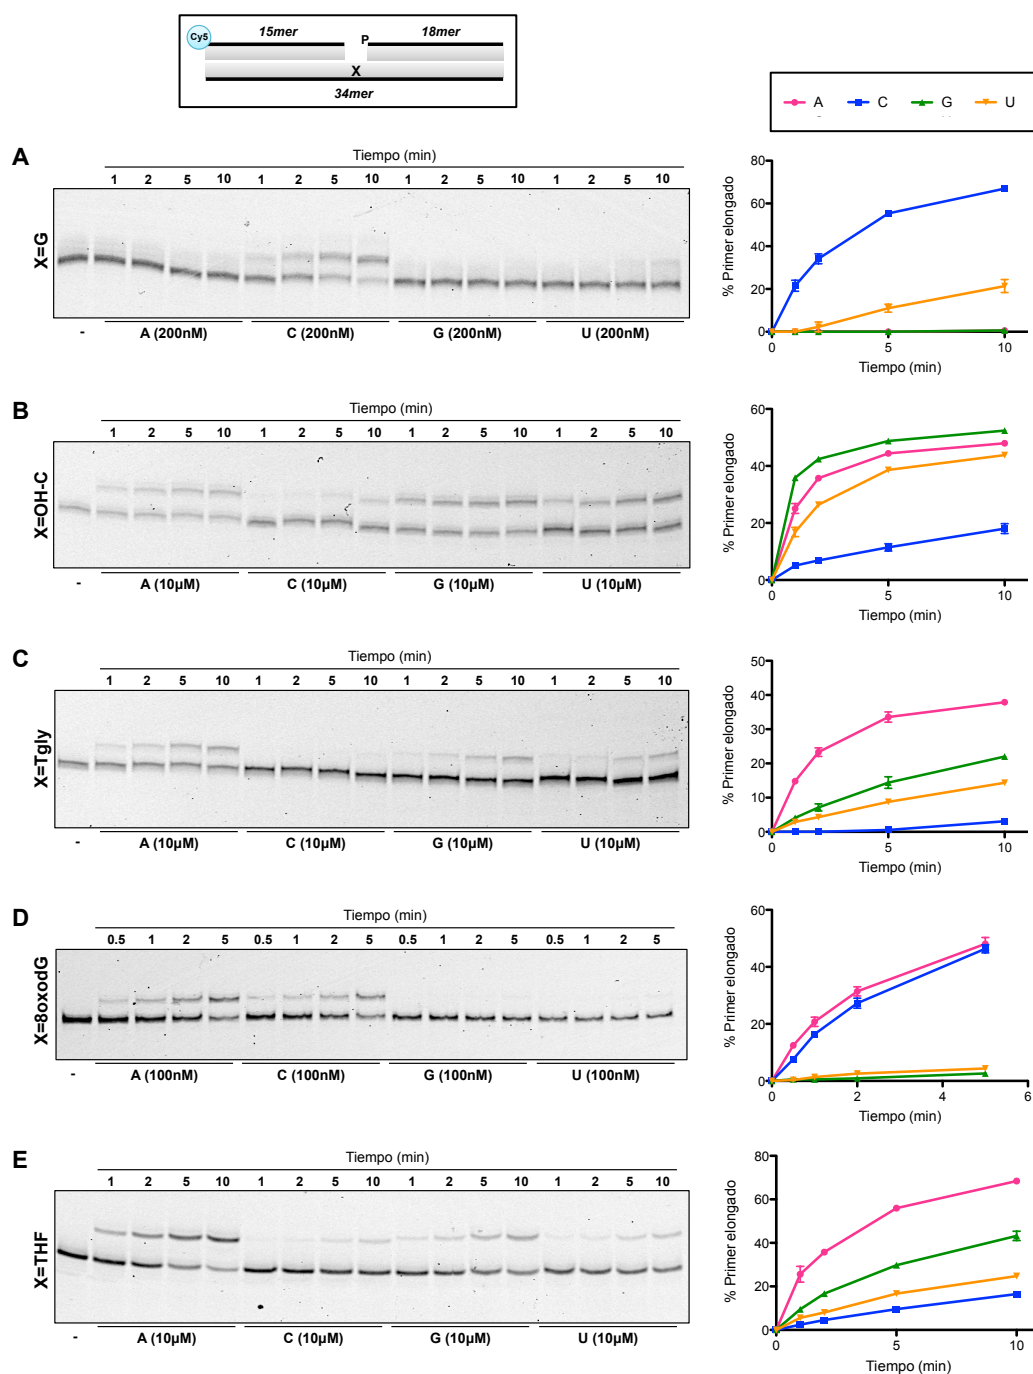 Cy5 15mer P 18mer
X
34mer
A C G U
A
Tiempo (min)
1 2 5 10 1 2 5 10 1 2 5 10 1 2 5 10
X=G
- A (200nM) C (200nM) G (200nM) U (200nM)
% Primer elongado
80
60
40
20
0
0 5 10
Tiempo (min)
B
Tiempo (min)
1 2 5 10 1 2 5 10 1 2 5 10 1 2 5 10
X=OH-C
- A (10µM) C (10µM) G (10µM) U (10µM)
% Primer elongado
60
40
20
0
0 5 10
Tiempo (min)
C
Tiempo (min)
1 2 5 10 1 2 5 10 1 2 5 10 1 2 5 10
X=Tgly
- A (10µM) C (10µM) G (10µM) U (10µM)
% Primer elongado
50
40
30
20
10
0
0 5 10
Tiempo (min)
D
Tiempo (min)
0.5 1 2 5 0.5 1 2 5 0.5 1 2 5 0.5 1 2 5
X=8oxodG
- A (100nM) C (100nM) G (100nM) U (100nM)
% Primer elongado
60
40
20
0
0 2 4 6
Tiempo (min)
E
Tiempo (min)
1 2 5 10 1 2 5 10 1 2 5 10 1 2 5 10
X=THF
- A (10µM) C (10µM) G (10µM) U (10µM)
% Primer elongado
80
60
40
20
0
0 5 10
Tiempo (min)